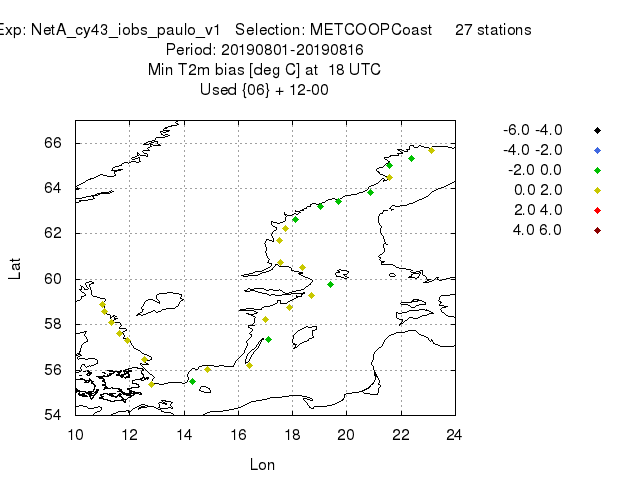 Exp: NetA_cy43_iobs_paulo_v1 Selection: METCOOPCoast 27 stations
Period: 20190801-20190816
Min T2m bias [deg C] at 18 UTC
Used {06} + 12-00
66
64
62
60
58
56
54
Lat
10 12 14 16 18 20 22 24
Lon
-6.0 -4.0
-4.0 -2.0
-2.0 0.0
0.0 2.0
2.0 4.0
4.0 6.0